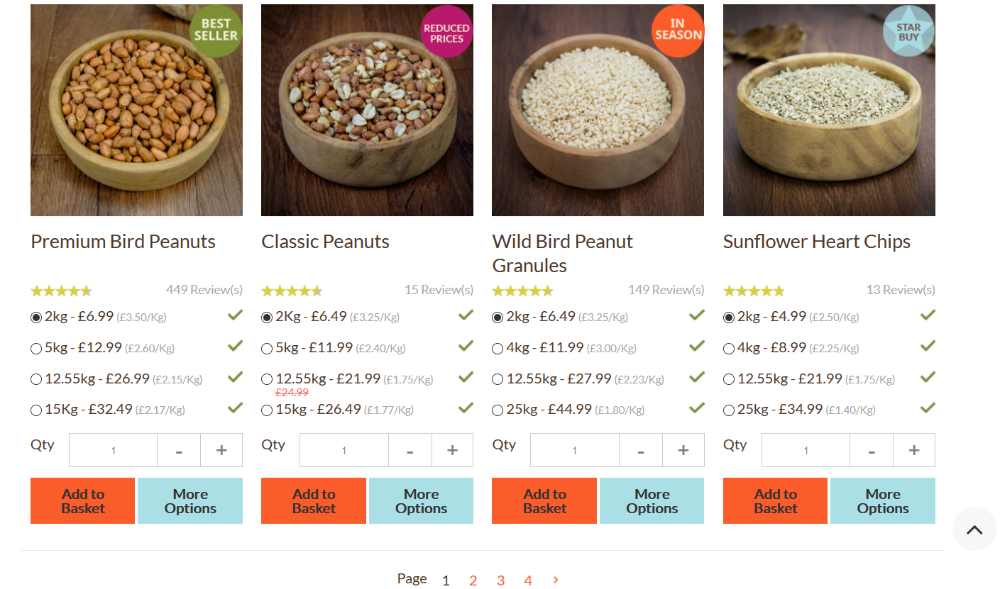 BEST
SELLER
REDUCED
PRICES
IN
SEASON
STAR
BUY
Premium Bird Peanuts
449 Review(s)
2kg - £6.99 (£3.50/Kg)
5kg - £12.99 (£2.60/Kg)
12.55kg - £26.99 (£2.15/Kg)
15Kg - £32.49 (£2.17/Kg)
Qty 1 - +
Add to
Basket
More
Options
Classic Peanuts
15 Review(s)
2Kg - £6.49 (£3.25/Kg)
5kg - £11.99 (£2.40/Kg)
12.55kg - £21.99 (£1.75/Kg)
£24.99
15kg - £26.49 (£1.77/Kg)
Qty 1 - +
Add to
Basket
More
Options
Wild Bird Peanut
Granules
149 Review(s)
2kg - £6.49 (£3.25/Kg)
4kg - £11.99 (£3.00/Kg)
12.55kg - £27.99 (£2.23/Kg)
25kg - £44.99 (£1.80/Kg)
Qty 1 - +
Add to
Basket
More
Options
Sunflower Heart Chips
13 Review(s)
2kg - £4.99 (£2.50/Kg)
4kg - £8.99 (£2.25/Kg)
12.55kg - £21.99 (£1.75/Kg)
25kg - £34.99 (£1.40/Kg)
Qty 1 - +
Add to
Basket
More
Options
Page 1 2 3 4 >